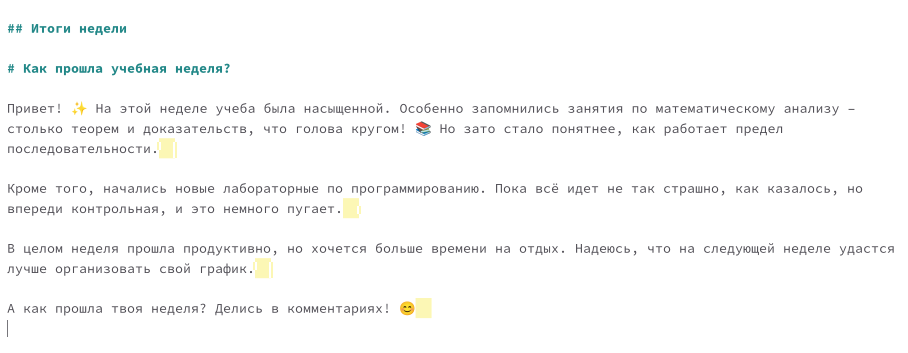 ## Итоги недели
# Как прошла учебная неделя?
Привет! ✨ На этой неделе учеба была насыщенной. Особенно запомнились занятия по математическому анализу –
столько теорем и доказательств, что голова кругом! 📚 Но зато стало понятнее, как работает предел
последовательности.
Кроме того, начались новые лабораторные по программированию. Пока всё идет не так страшно, как казалось, но
впереди контрольная, и это немного пугает.
В целом неделя прошла продуктивно, но хочется больше времени на отдых. Надеюсь, что на следующей неделе удастся
лучше организовать свой график.
А как прошла твоя неделя? Делись в комментариях! 😊